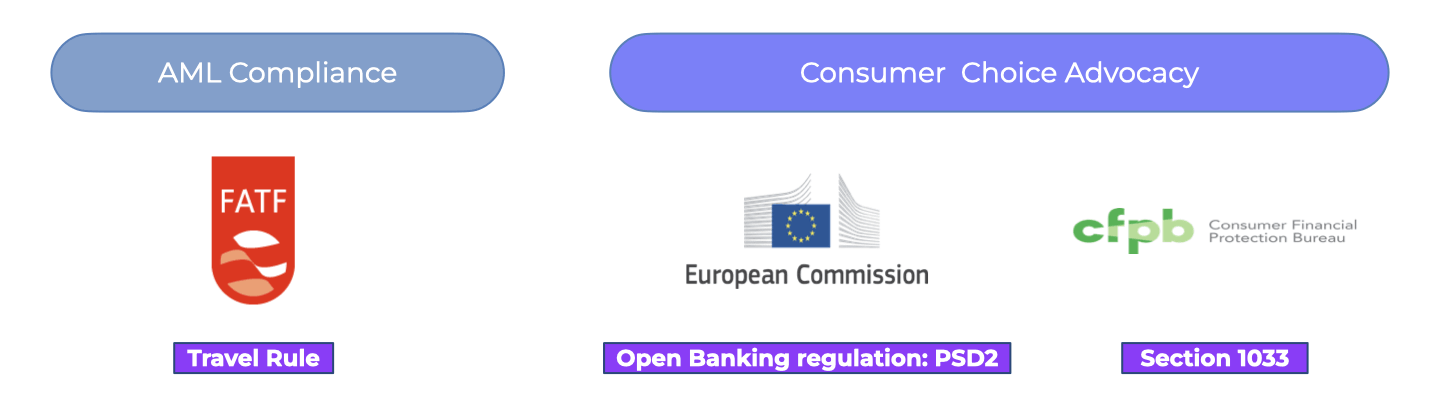 AML Compliance
Consumer Choice Advocacy
FATF
European Commission
cfpb
Consumer Financial
Protection Bureau
Travel Rule
Open Banking regulation: PSD2
Section 1033